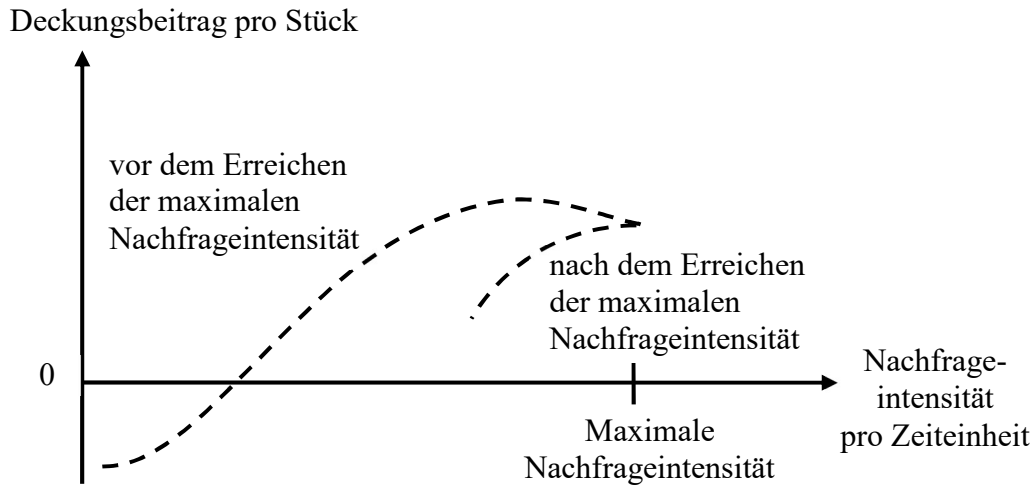 Deckungsbeitrag pro Stück
vor dem Erreichen
der maximalen
Nachfrageintensität
nach dem Erreichen
der maximalen
Nachfrageintensität
0
Nachfrage-
intensität
pro Zeiteinheit
Maximale
Nachfrageintensität